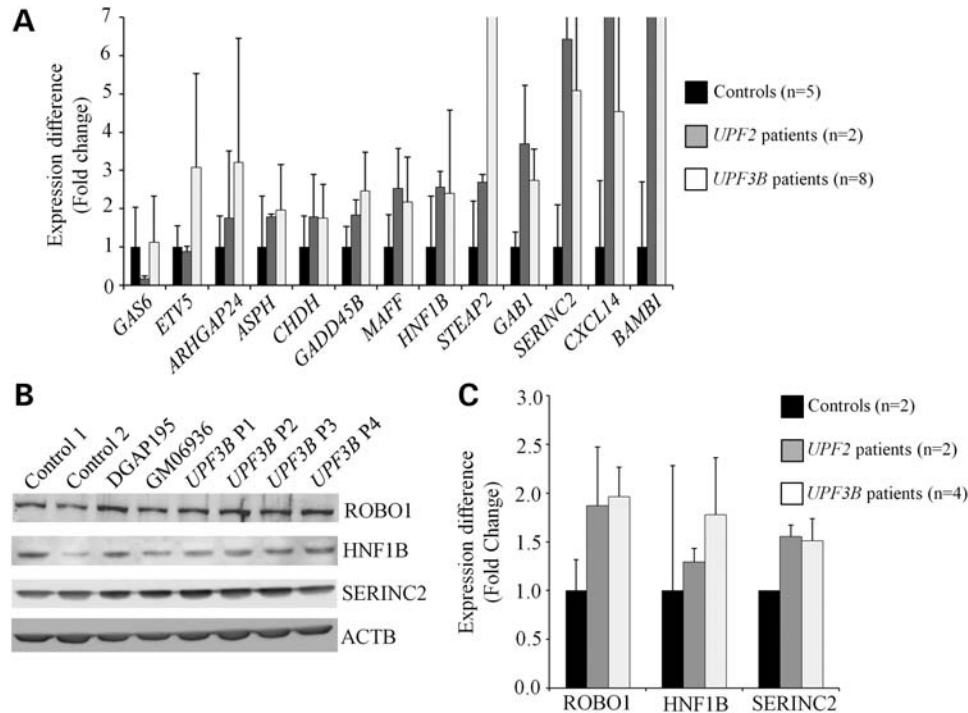 A
7
6
5
4
3
2
1
0
Expression difference
(Fold change)
GAS6
ETV5
ARHGAP24
ASPH
CHDH
GADD45B
MAFF
HNF1B
STEAP2
GAB1
SERINC2
CXCL14
BAMBI
Controls (n=5)
UPF2 patients (n=2)
UPF3B patients (n=8)
B
Control 1
Control 2
DGAP195
GM06936
UPF3B P1
UPF3B P2
UPF3B P3
UPF3B P4
ROBO1
HNF1B
SERINC2
ACTB
C
3.0
2.5
2.0
1.5
1.0
0.5
0.0
Expression difference
(Fold Change)
ROBO1
HNF1B
SERINC2
Controls (n=2)
UPF2 patients (n=2)
UPF3B patients (n=4)